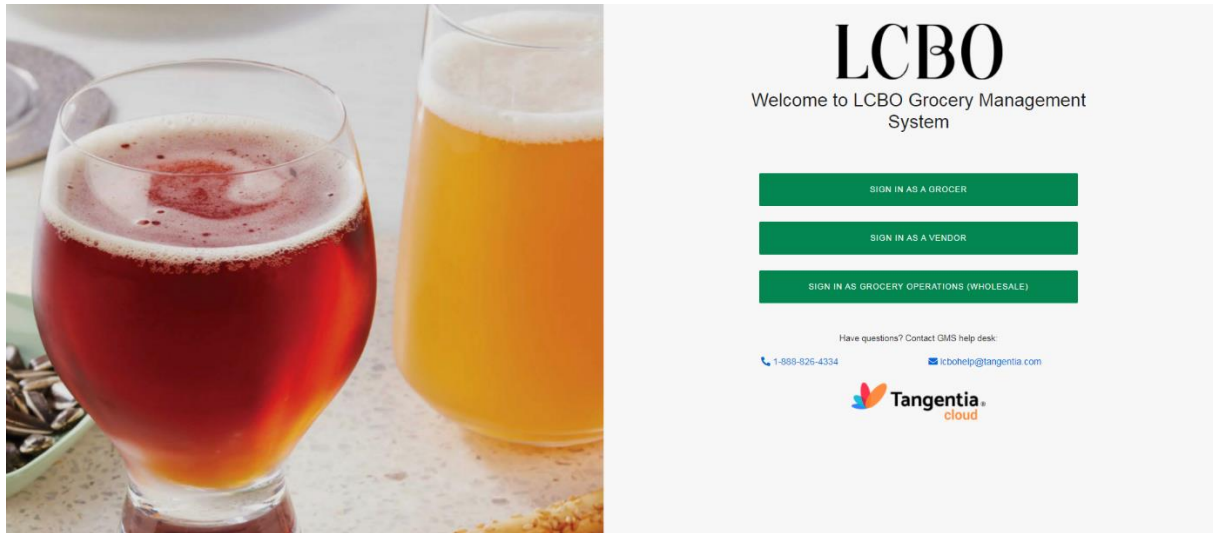 LCBO
Welcome to LCBO Grocery Management
System
SIGN IN AS A GROCER
SIGN IN AS A VENDOR
SIGN IN AS GROCERY OPERATIONS (WHOLESALE)
Have questions? Contact GMS help desk:
1-888-826-4334
lcbohelp@tangentia.com
Tangentia®
cloud